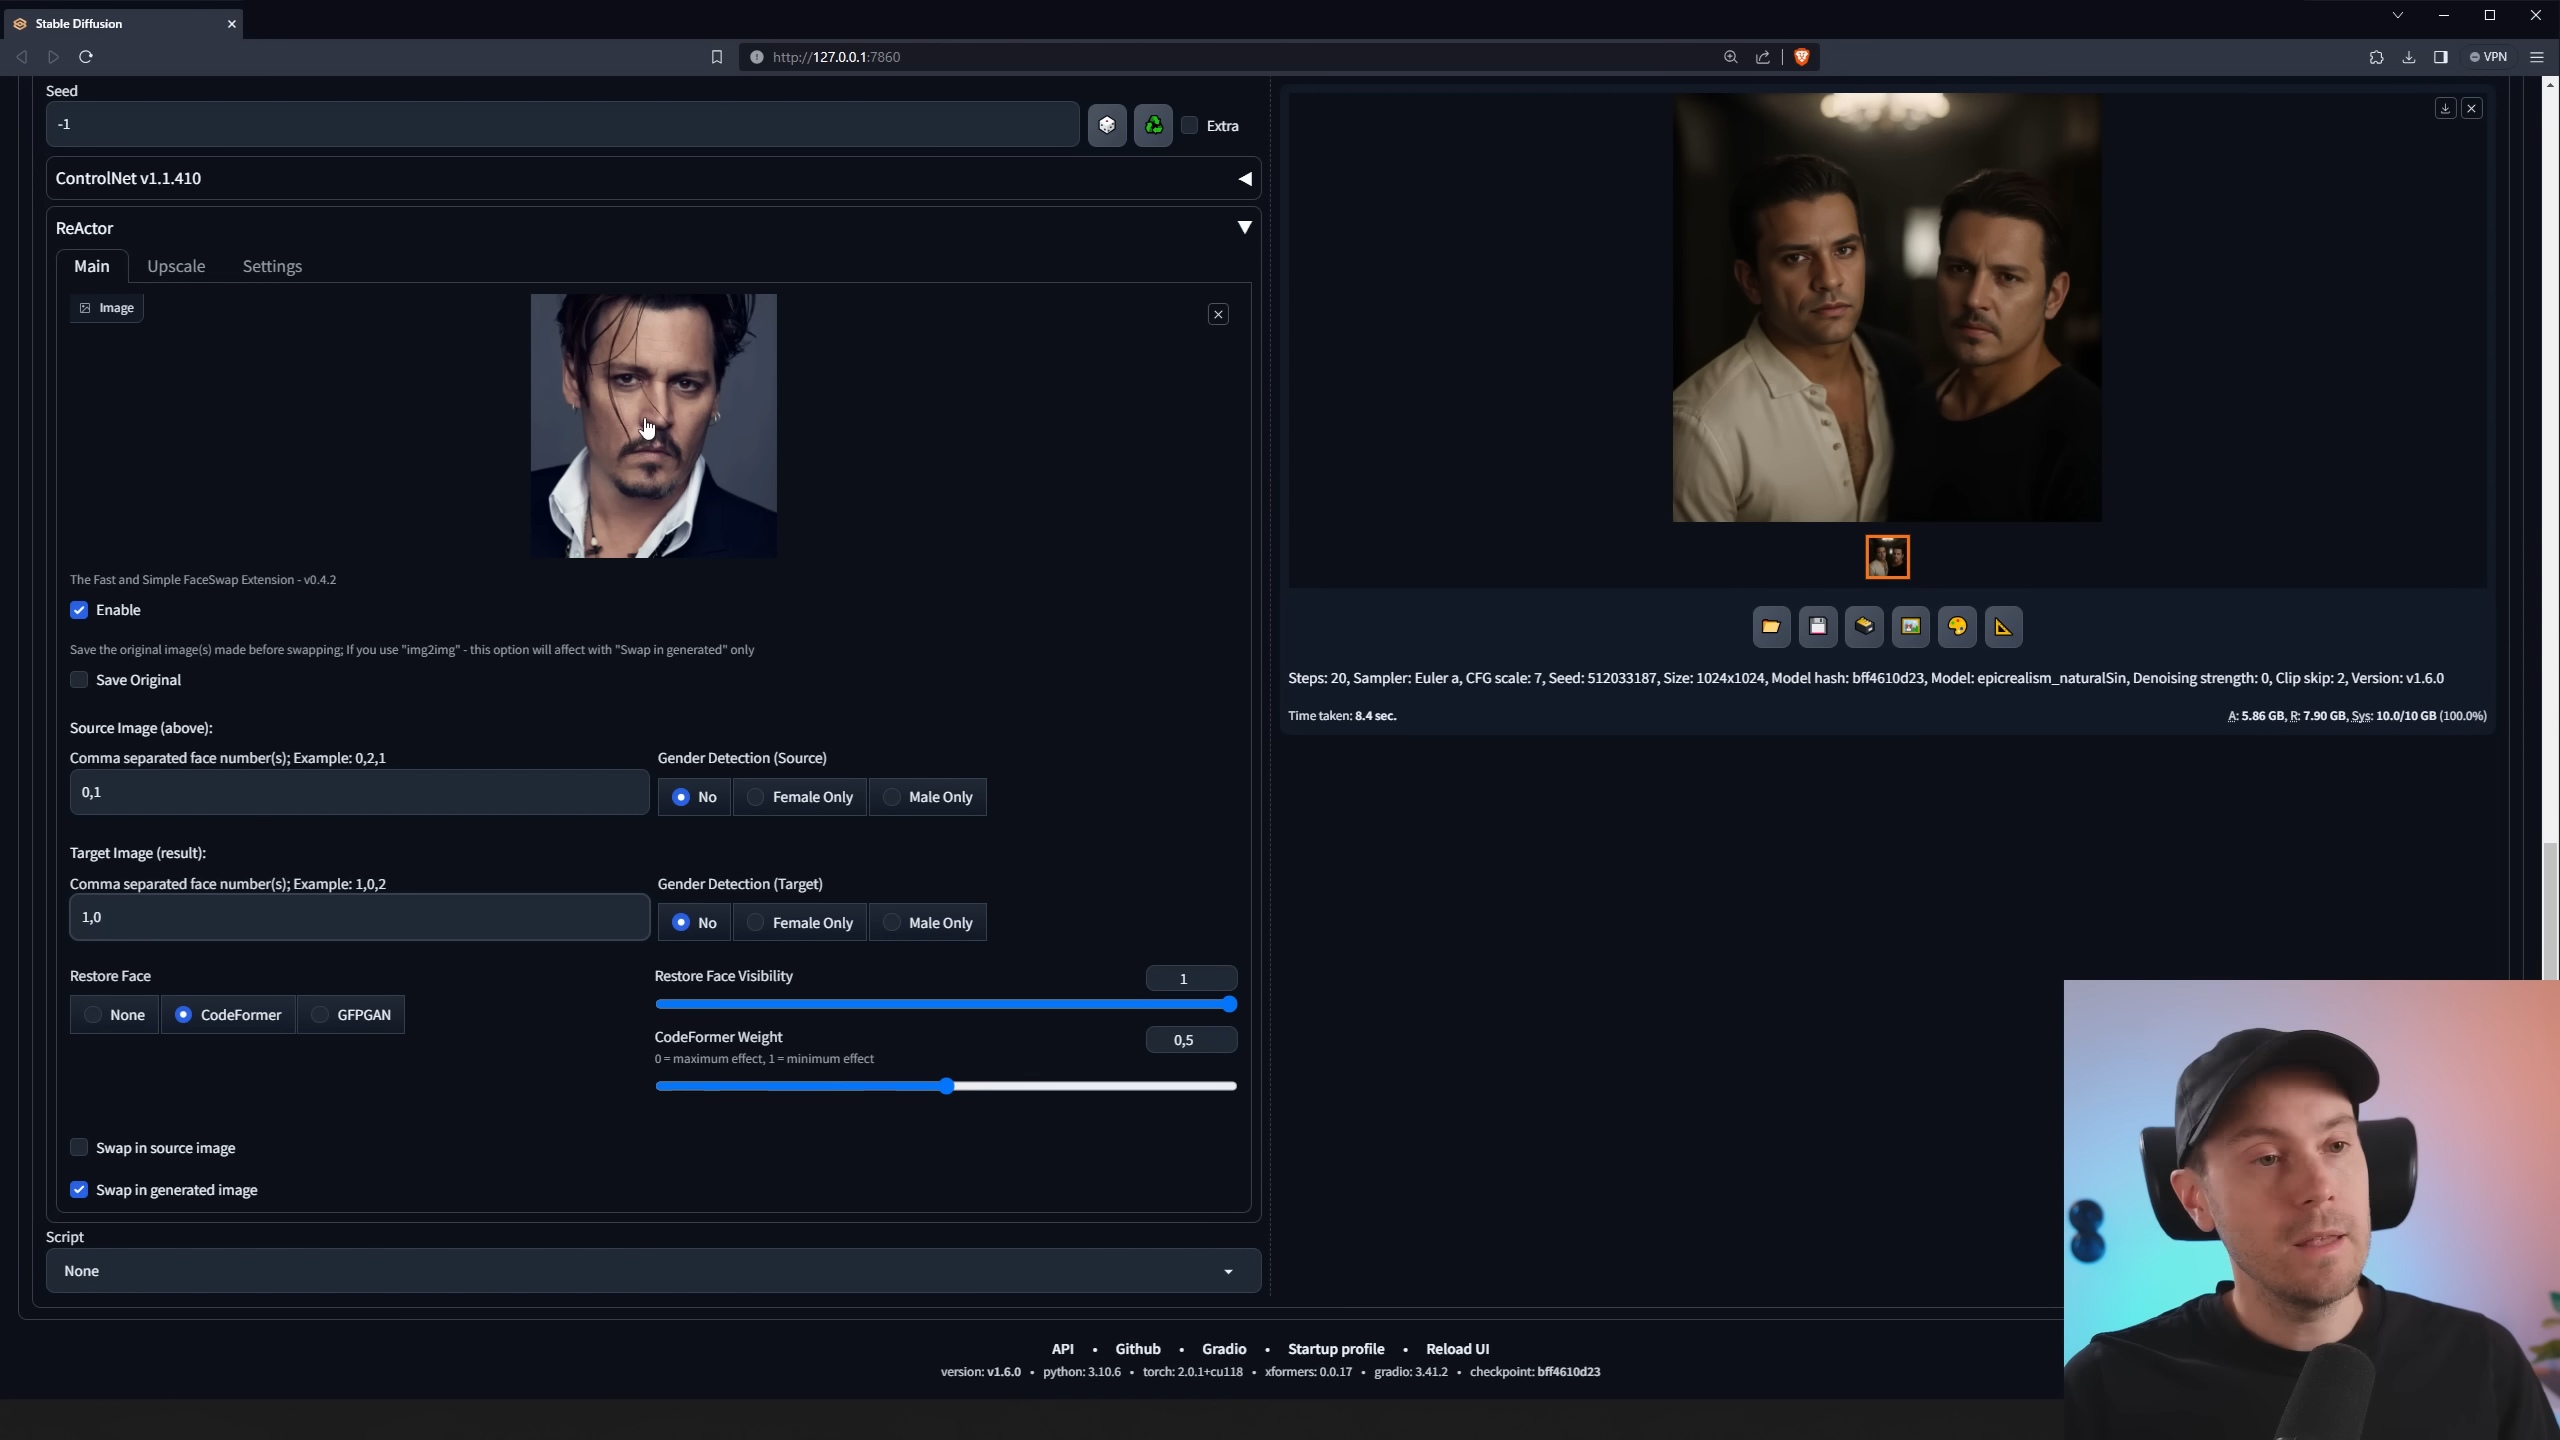 Stable Diffusion
http://127.0.0.1:7860
VPN
Seed
-1
Extra
ControlNet v1.1.410
ReActor
Main
Upscale
Settings
Image
The Fast and Simple FaceSwap Extension - v0.4.2
Enable
Save the original image(s) made before swapping; If you use "img2img" - this option will affect with "Swap in generated" only
Save Original
Source Image (above):
Comma separated face number(s); Example: 0,2,1
Gender Detection (Source)
0,1
No
Female Only
Male Only
Target Image (result):
Comma separated face number(s); Example: 1,0,2
Gender Detection (Target)
1,0
No
Female Only
Male Only
Restore Face
Restore Face Visibility
1
None
CodeFormer
GFPGAN
CodeFormer Weight
0,5
0 = maximum effect, 1 = minimum effect
Swap in source image
Swap in generated image
Script
None
Steps: 20, Sampler: Euler a, CFG scale: 7, Seed: 512033187, Size: 1024x1024, Model hash: bff4610d23, Model: epicrealism_naturalSin, Denoising strength: 0, Clip skip: 2, Version: v1.6.0
Time taken: 8.4 sec.
A: 5.86 GB, R: 7.90 GB, Sys: 10.0/10 GB (100.0%)
API • Github • Gradio • Startup profile • Reload UI
version: v1.6.0 • python: 3.10.6 • torch: 2.0.1+cu118 • xformers: 0.0.17 • gradio: 3.41.2 • checkpoint: bff4610d23